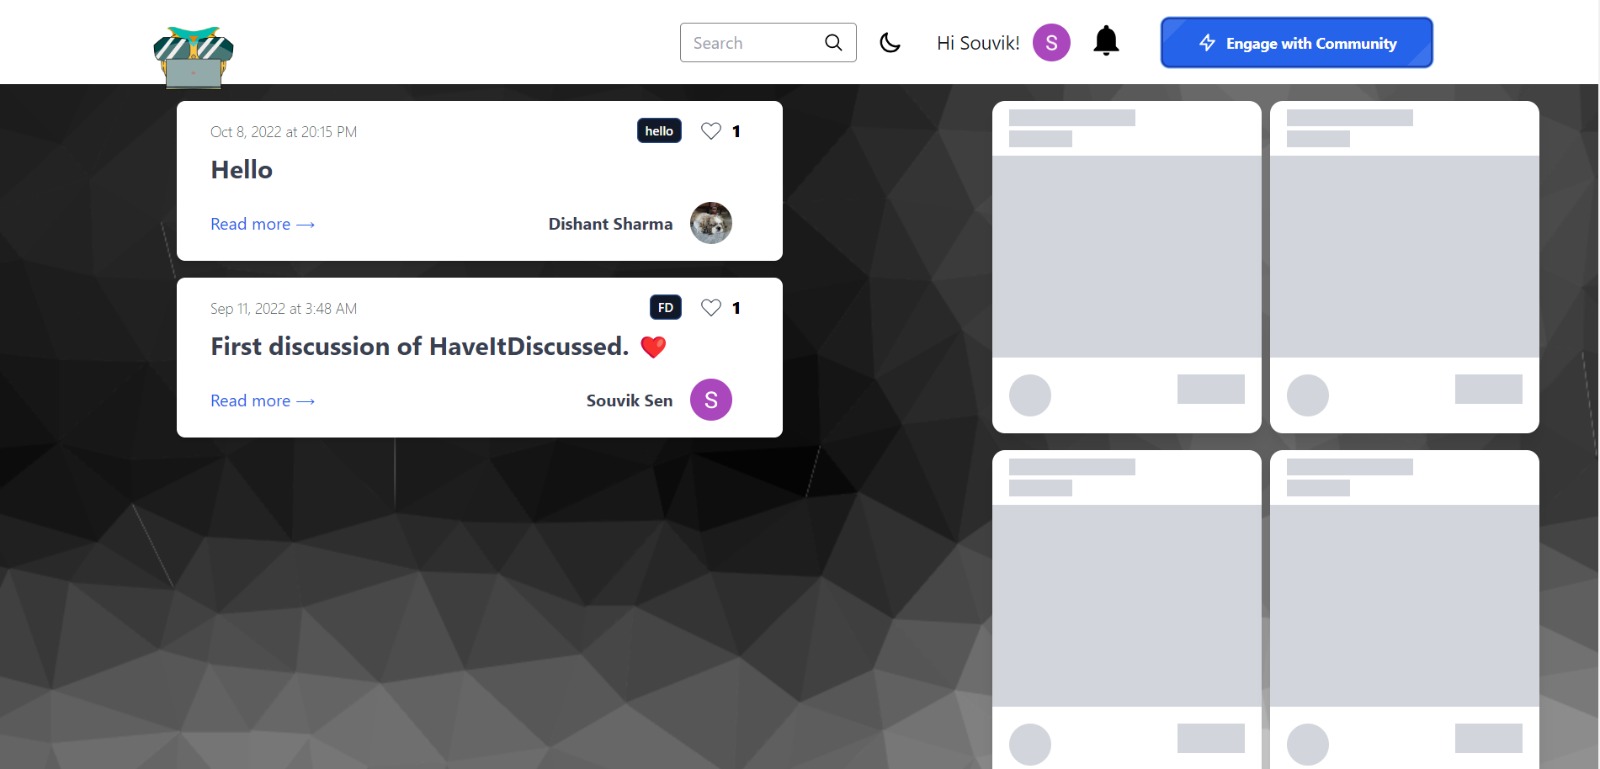 Search
Hi Souvik!
S
Engage with Community
Oct 8, 2022 at 20:15 PM
hello
1
Hello
Read more →
Dishant Sharma
Sep 11, 2022 at 3:48 AM
FD
1
First discussion of HaveItDiscussed. ❤️
Read more →
Souvik Sen
S